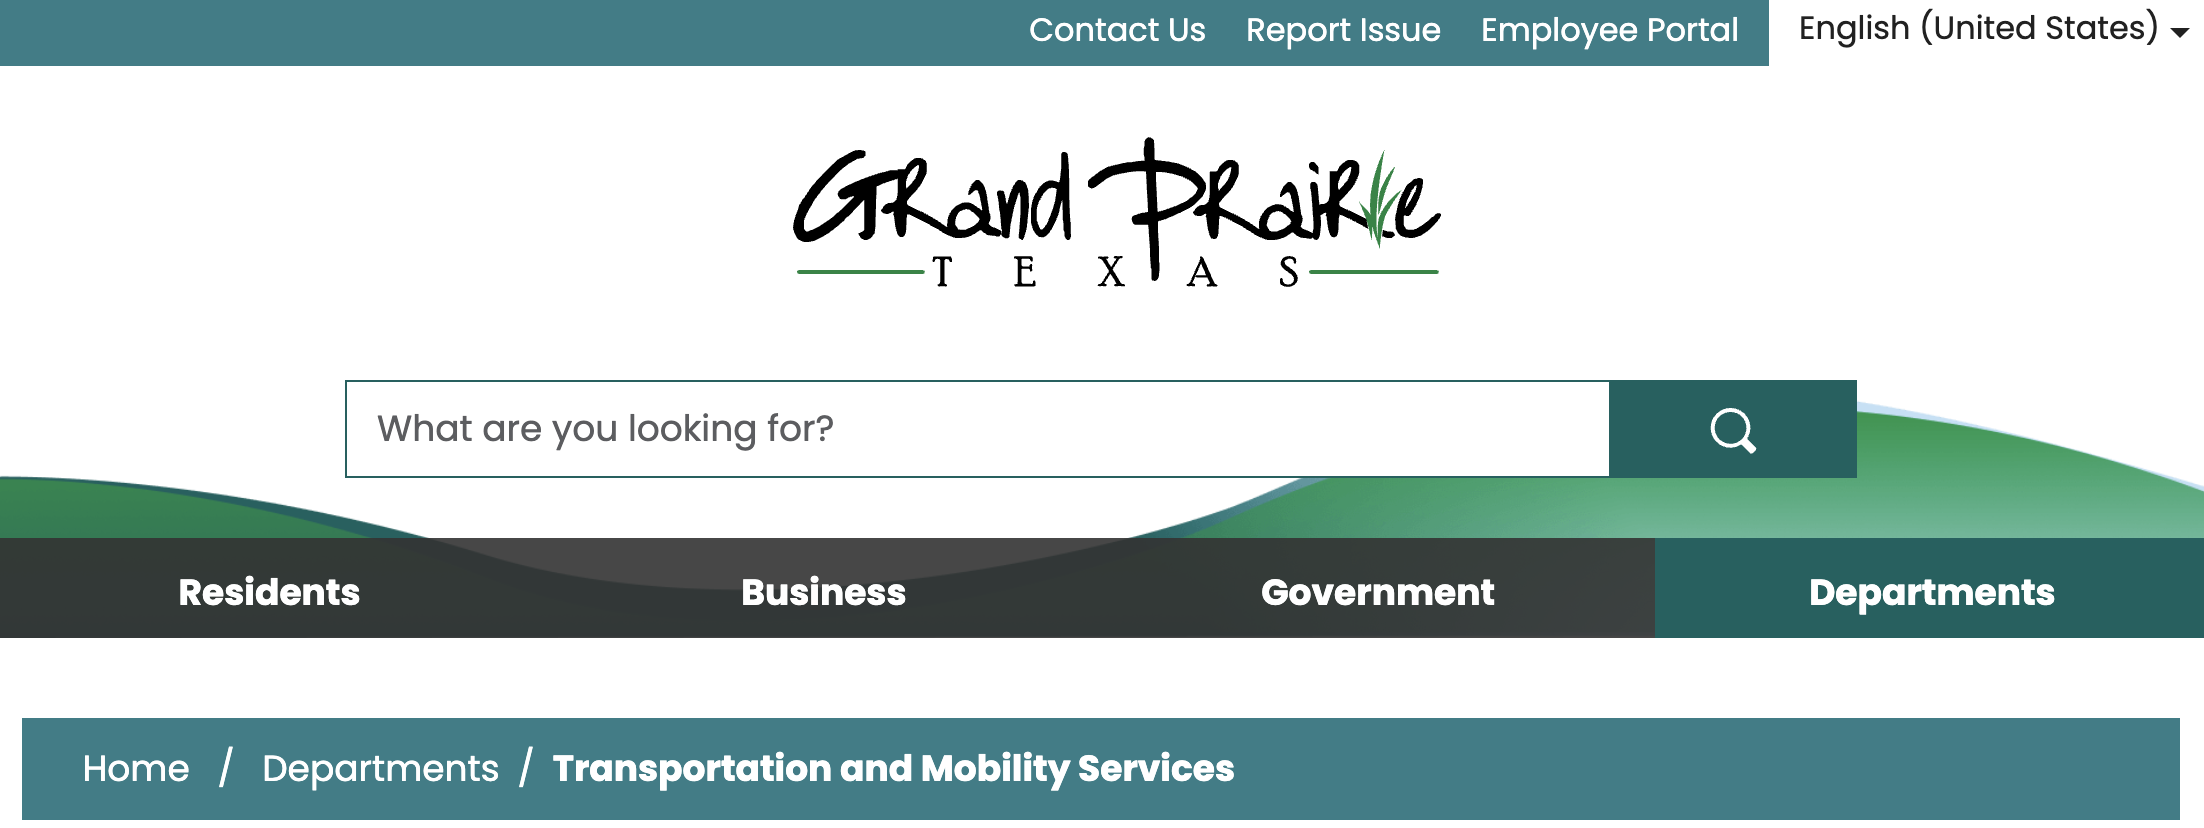 Contact Us Report Issue Employee Portal English (United States)
Grand Prairie
TEXAS
What are you looking for?
Residents Business Government Departments
Home / Departments / Transportation and Mobility Services